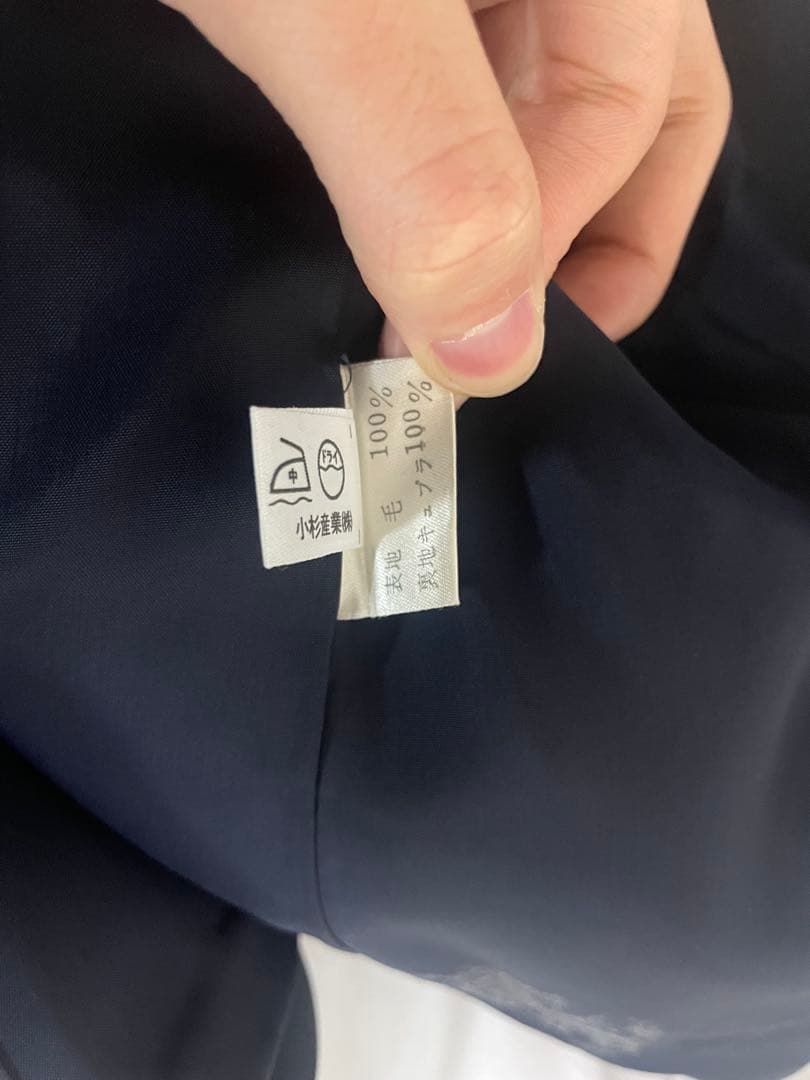 表地 毛 100%
裏地キュプラ100%
ドライ
中
小杉産業㈱